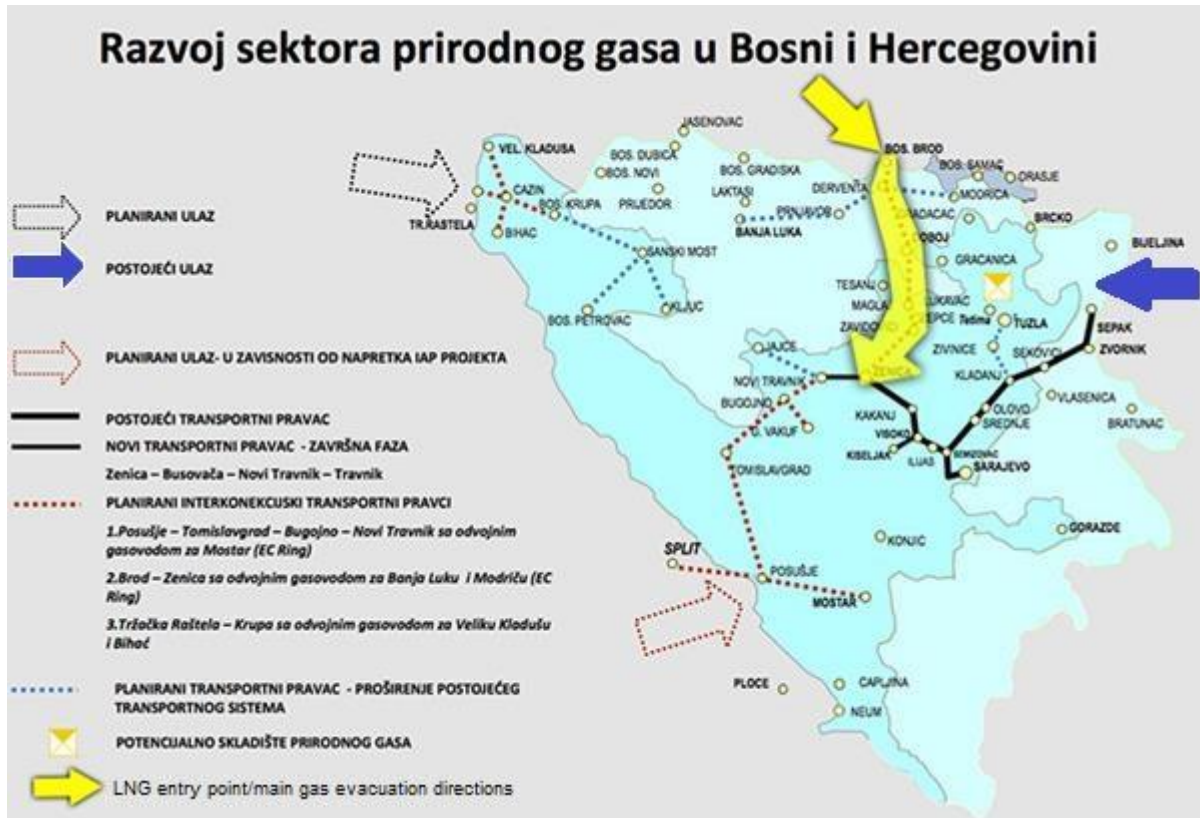 Razvoj sektora prirodnog gasa u Bosni i Hercegovini
PLANIRANI ULAZ
POSTOJEĆI ULAZ
PLANIRANI ULAZ- U ZAVISNOSTI OD NAPRETKA IAP PROJEKTA
POSTOJEĆI TRANSPORTNI PRAVAC
NOVI TRANSPORTNI PRAVAC - ZAVRŠNA FAZA
Zenica – Busovača – Novi Travnik – Travnik
PLANIRANI INTERKONEKCIJSKI TRANSPORTNI PRAVCI
1.Posušje – Tomislavgrad – Bugojno – Novi Travnik sa odvojnim
gasovodom za Mostar (EC Ring)
2.Brod – Zenica sa odvojnim gasovodom za Banja Luku i Modriču (EC
Ring)
3.Tržačka Raštela – Krupa sa odvojnim gasovodom za Veliku Kladušu
i Bihać
PLANIRANI TRANSPORTNI PRAVAC - PROŠIRENJE POSTOJEĆEG
TRANSPORTNOG SISTEMA
POTENCIJALNO SKLADIŠTE PRIRODNOG GASA
LNG entry point/main gas evacuation directions
JASENOVAC
VEL. KLADUSA
BOS. DUBICA
BOS. NOVI
BOS. GRADISKA
BOS. BROD
BOS. SAMAC
ORASJE
CAZIN
PRIJEDOR
LAKTASI
DERVENTA
MODRICA
BOS. KRUPA
TR.RASTELA
BIHAC
BANJA LUKA
PRNJAVOR
BRCKO
BIJELJINA
SANSKI MOST
GRACANICA
TESANJ
MAGLA
BOS. PETROVAC
KLJUC
Tetima
TUZLA
SEPAK
ZVORNIK
JAJCE
ZIVINICE
SEKOVICI
KLADANJ
NOVI TRAVNIK
ZENICA
BUGOJNO
KAKANJ
OLOVO
VLASENICA
SREDNJE
BRATUNAC
G. VAKUF
VISOKO
KISELJAK
ILIJAS
SARAJEVO
TOMISLAVGRAD
GORAZDE
KONJIC
SPLIT
POSUŠJE
MOSTAR
PLOCE
CAPLJINA
NEUM